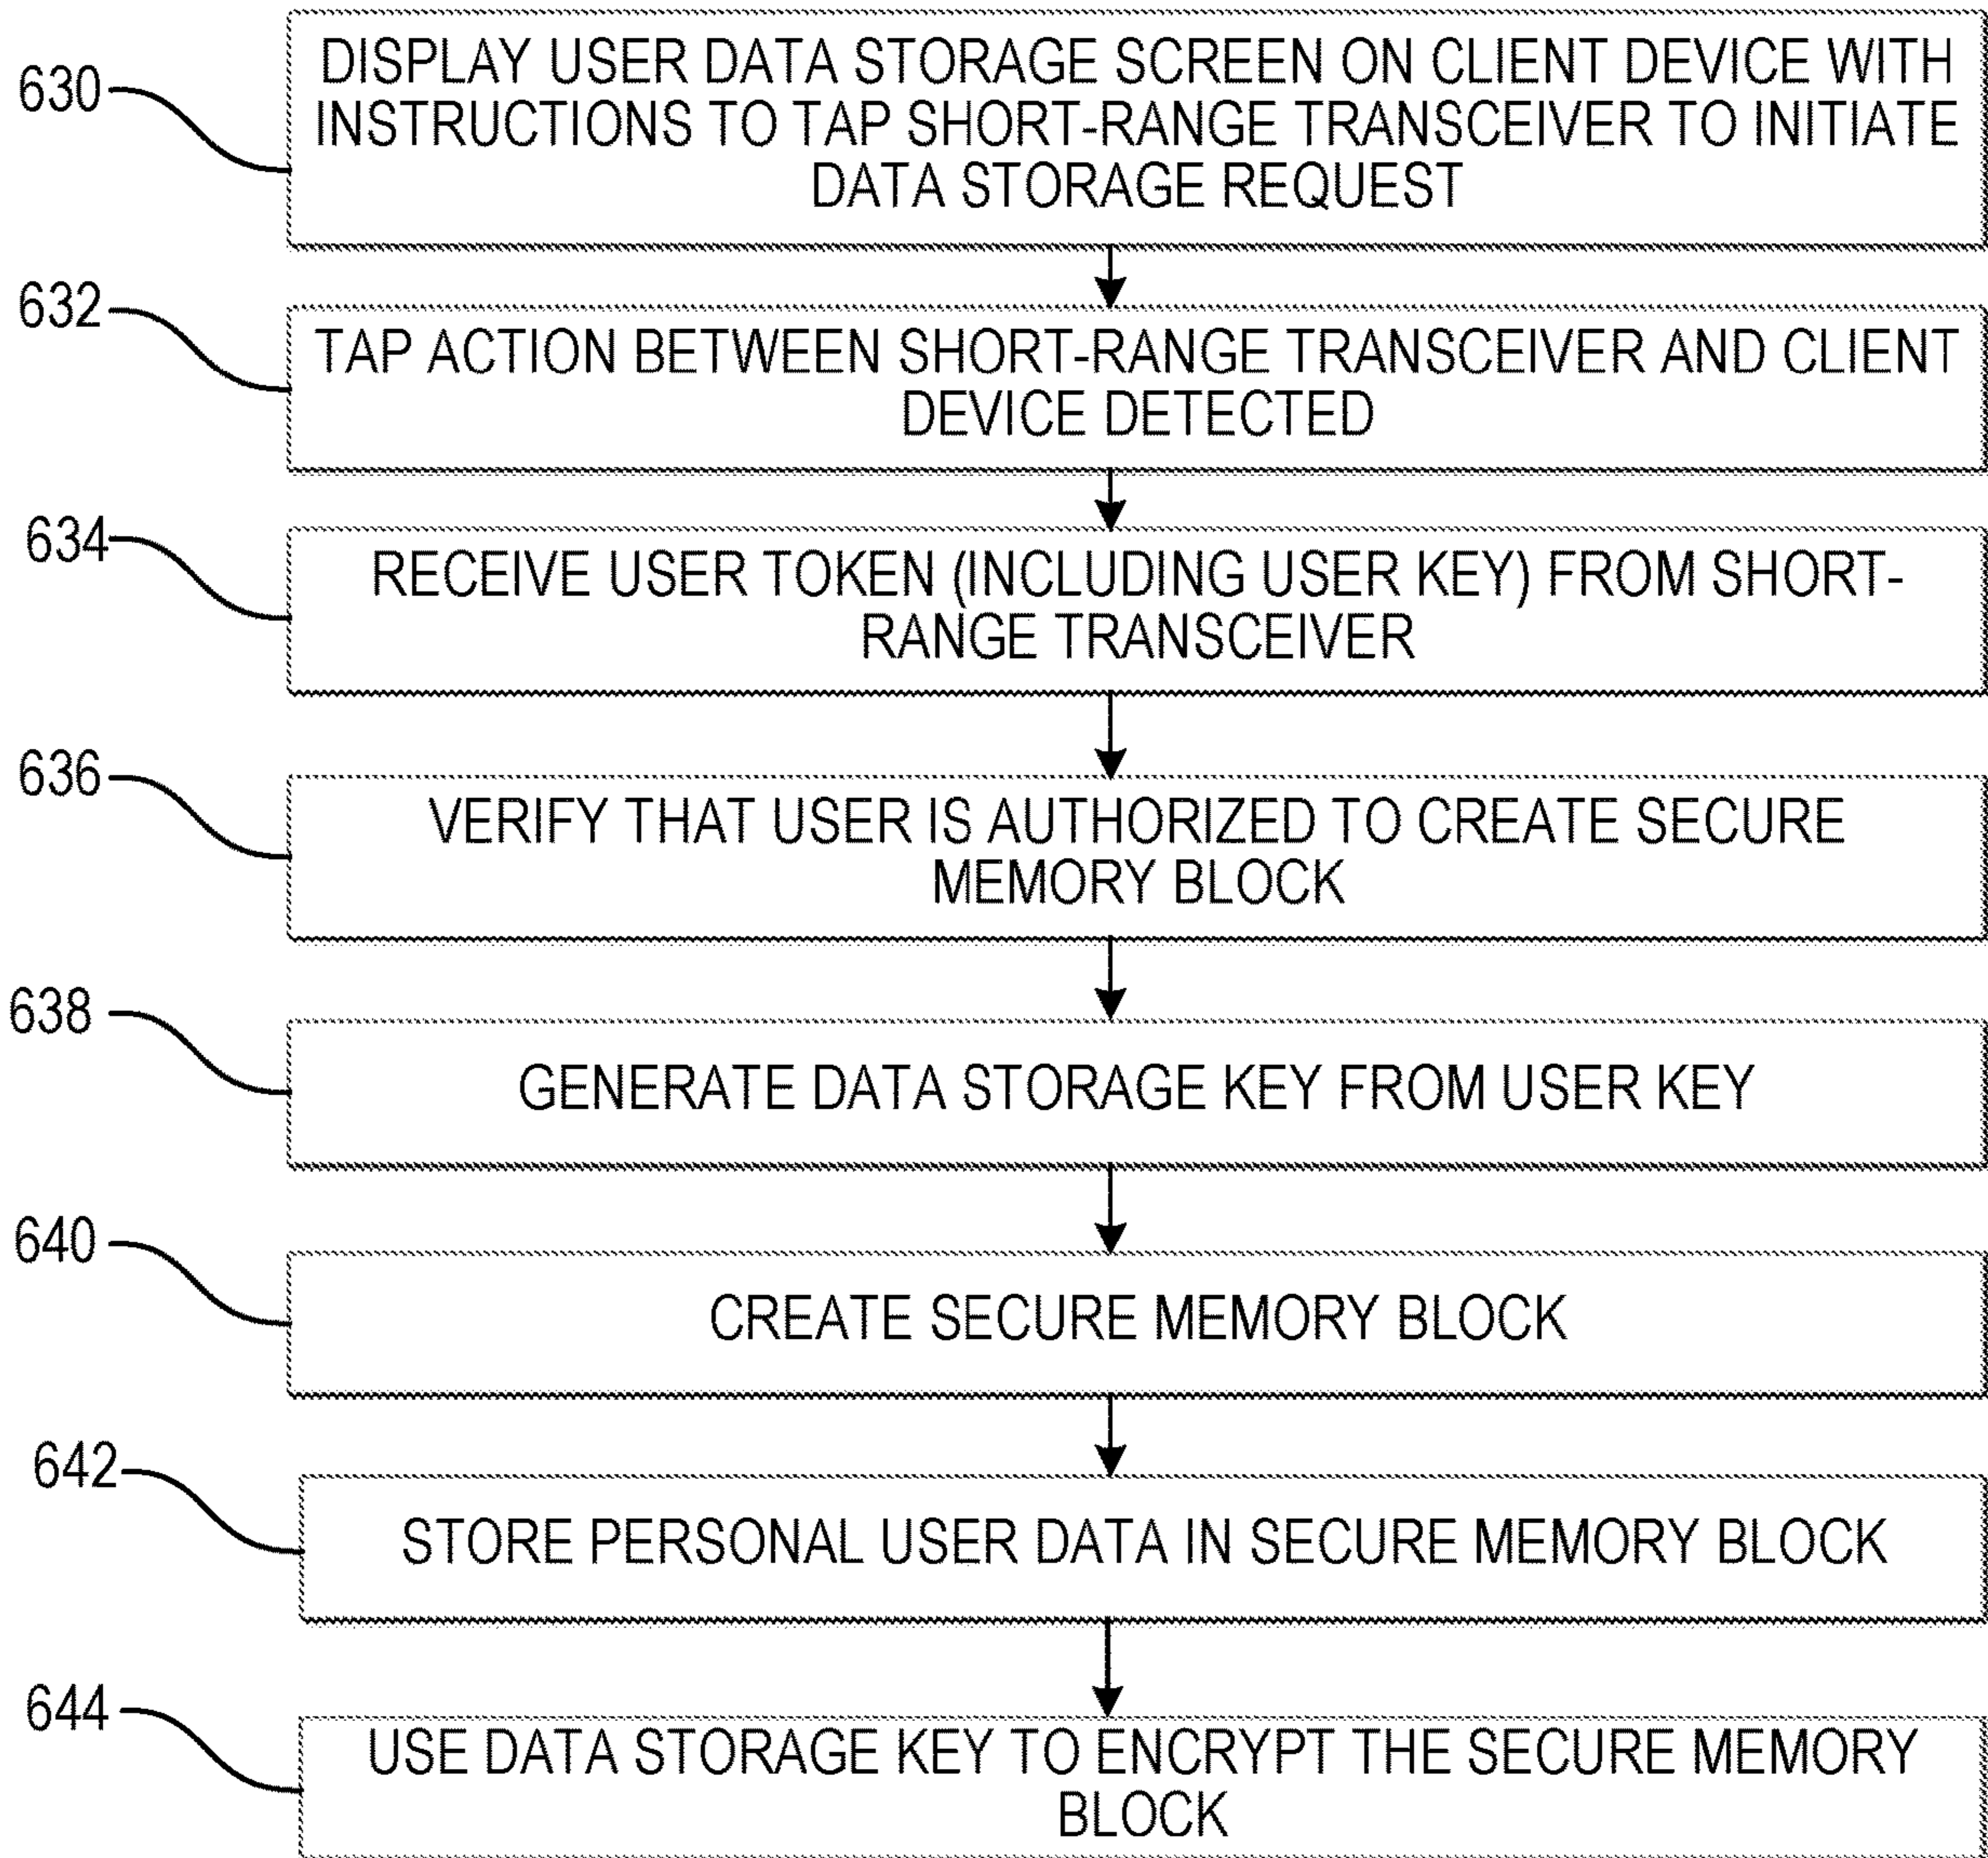 630
DISPLAY USER DATA STORAGE SCREEN ON CLIENT DEVICE WITH
INSTRUCTIONS TO TAP SHORT-RANGE TRANSCEIVER TO INITIATE
DATA STORAGE REQUEST
632
TAP ACTION BETWEEN SHORT-RANGE TRANSCEIVER AND CLIENT
DEVICE DETECTED
634
RECEIVE USER TOKEN (INCLUDING USER KEY) FROM SHORT-
RANGE TRANSCEIVER
636
VERIFY THAT USER IS AUTHORIZED TO CREATE SECURE
MEMORY BLOCK
638
GENERATE DATA STORAGE KEY FROM USER KEY
640
CREATE SECURE MEMORY BLOCK
642
STORE PERSONAL USER DATA IN SECURE MEMORY BLOCK
644
USE DATA STORAGE KEY TO ENCRYPT THE SECURE MEMORY
BLOCK